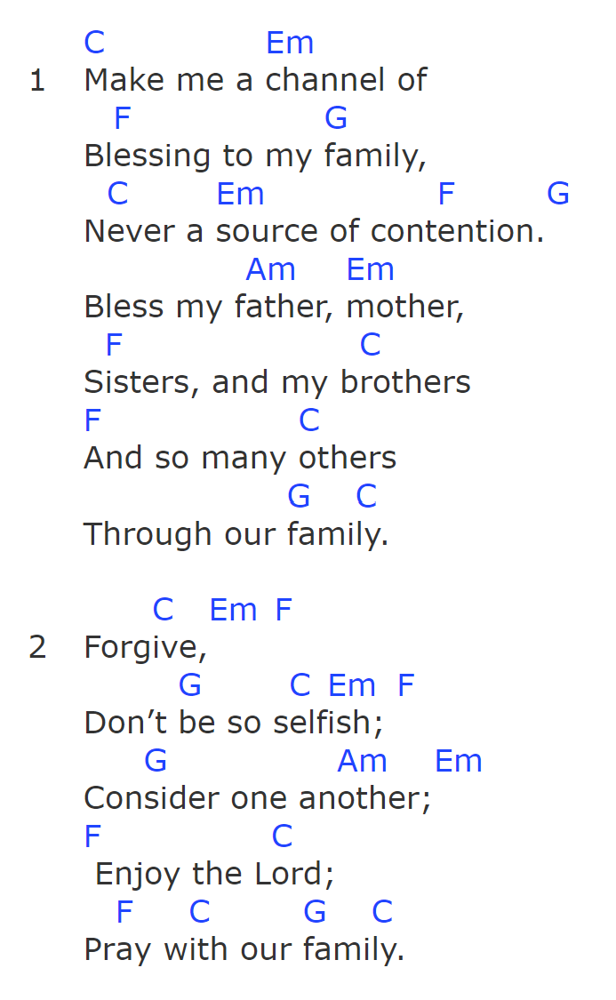 C Em
1 Make me a channel of
F G
Blessing to my family,
C Em F G
Never a source of contention.
Am Em
Bless my father, mother,
F C
Sisters, and my brothers
F C
And so many others
G C
Through our family.
C Em F
2 Forgive,
G C Em F
Don’t be so selfish;
G Am Em
Consider one another;
F C
Enjoy the Lord;
F C G C
Pray with our family.